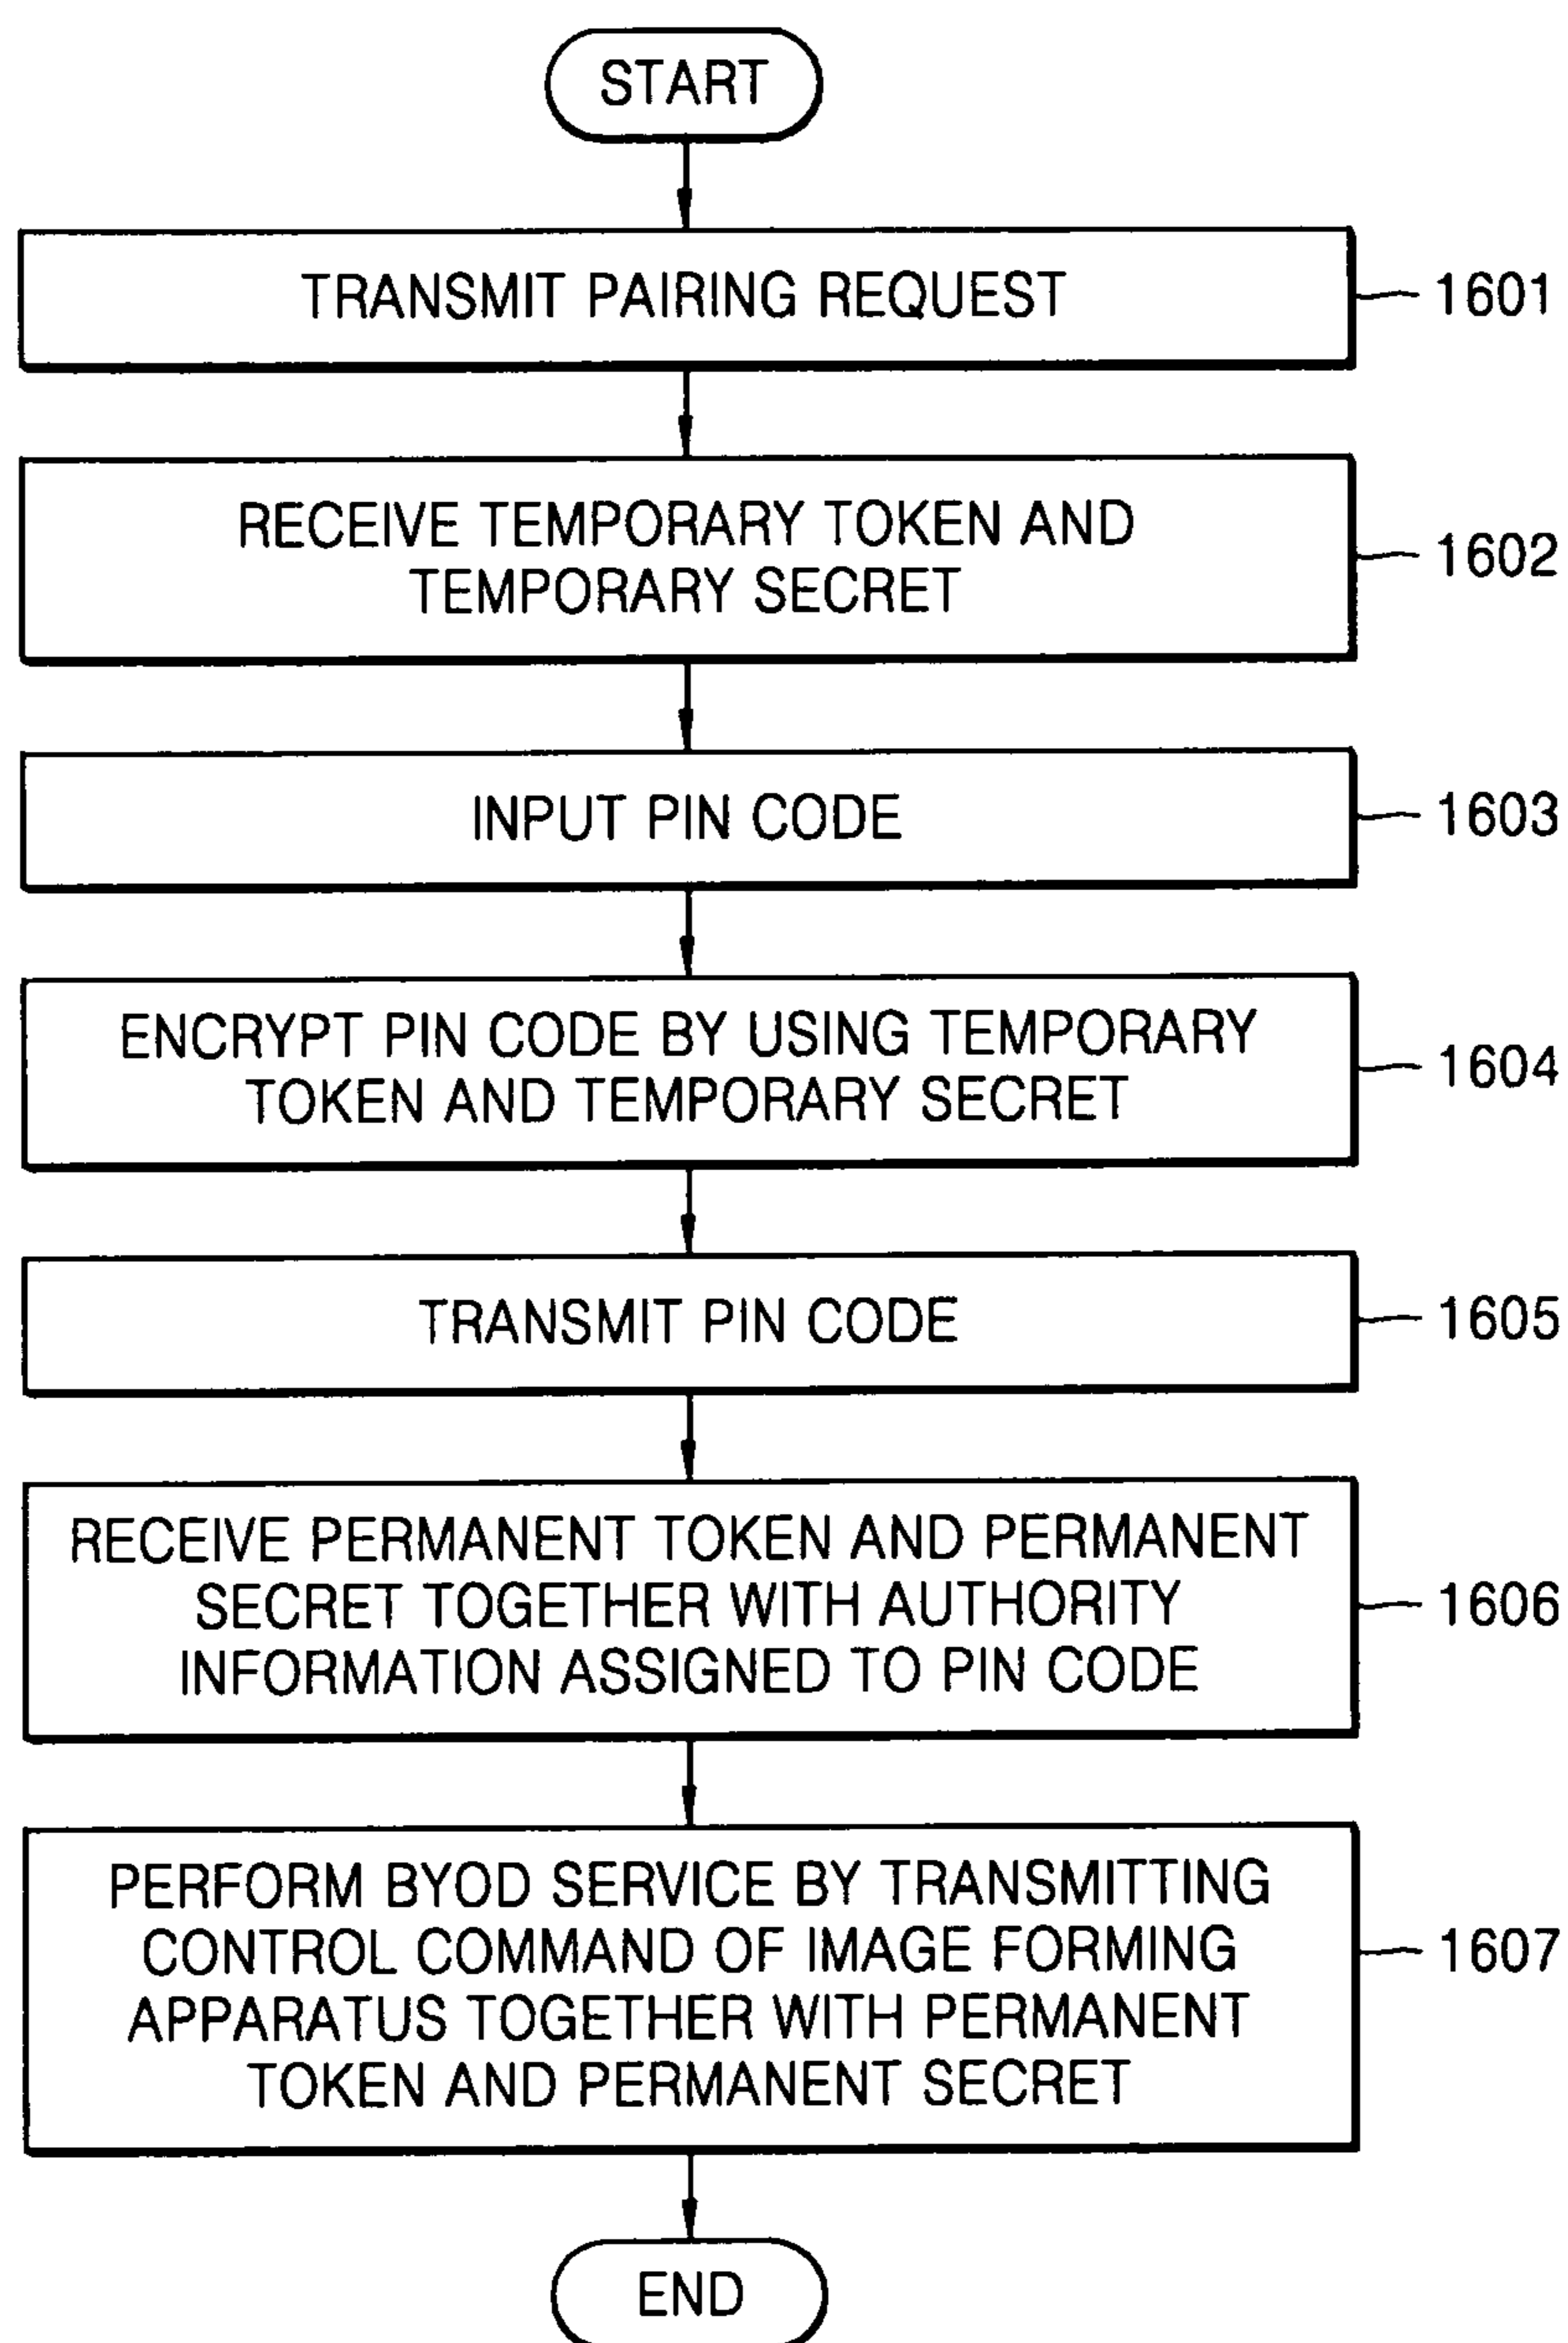 START
TRANSMIT PAIRING REQUEST
1601
RECEIVE TEMPORARY TOKEN AND
TEMPORARY SECRET
1602
INPUT PIN CODE
1603
ENCRYPT PIN CODE BY USING TEMPORARY
TOKEN AND TEMPORARY SECRET
1604
TRANSMIT PIN CODE
1605
RECEIVE PERMANENT TOKEN AND PERMANENT
SECRET TOGETHER WITH AUTHORITY
INFORMATION ASSIGNED TO PIN CODE
1606
PERFORM BYOD SERVICE BY TRANSMITTING
CONTROL COMMAND OF IMAGE FORMING
APPARATUS TOGETHER WITH PERMANENT
TOKEN AND PERMANENT SECRET
1607
END